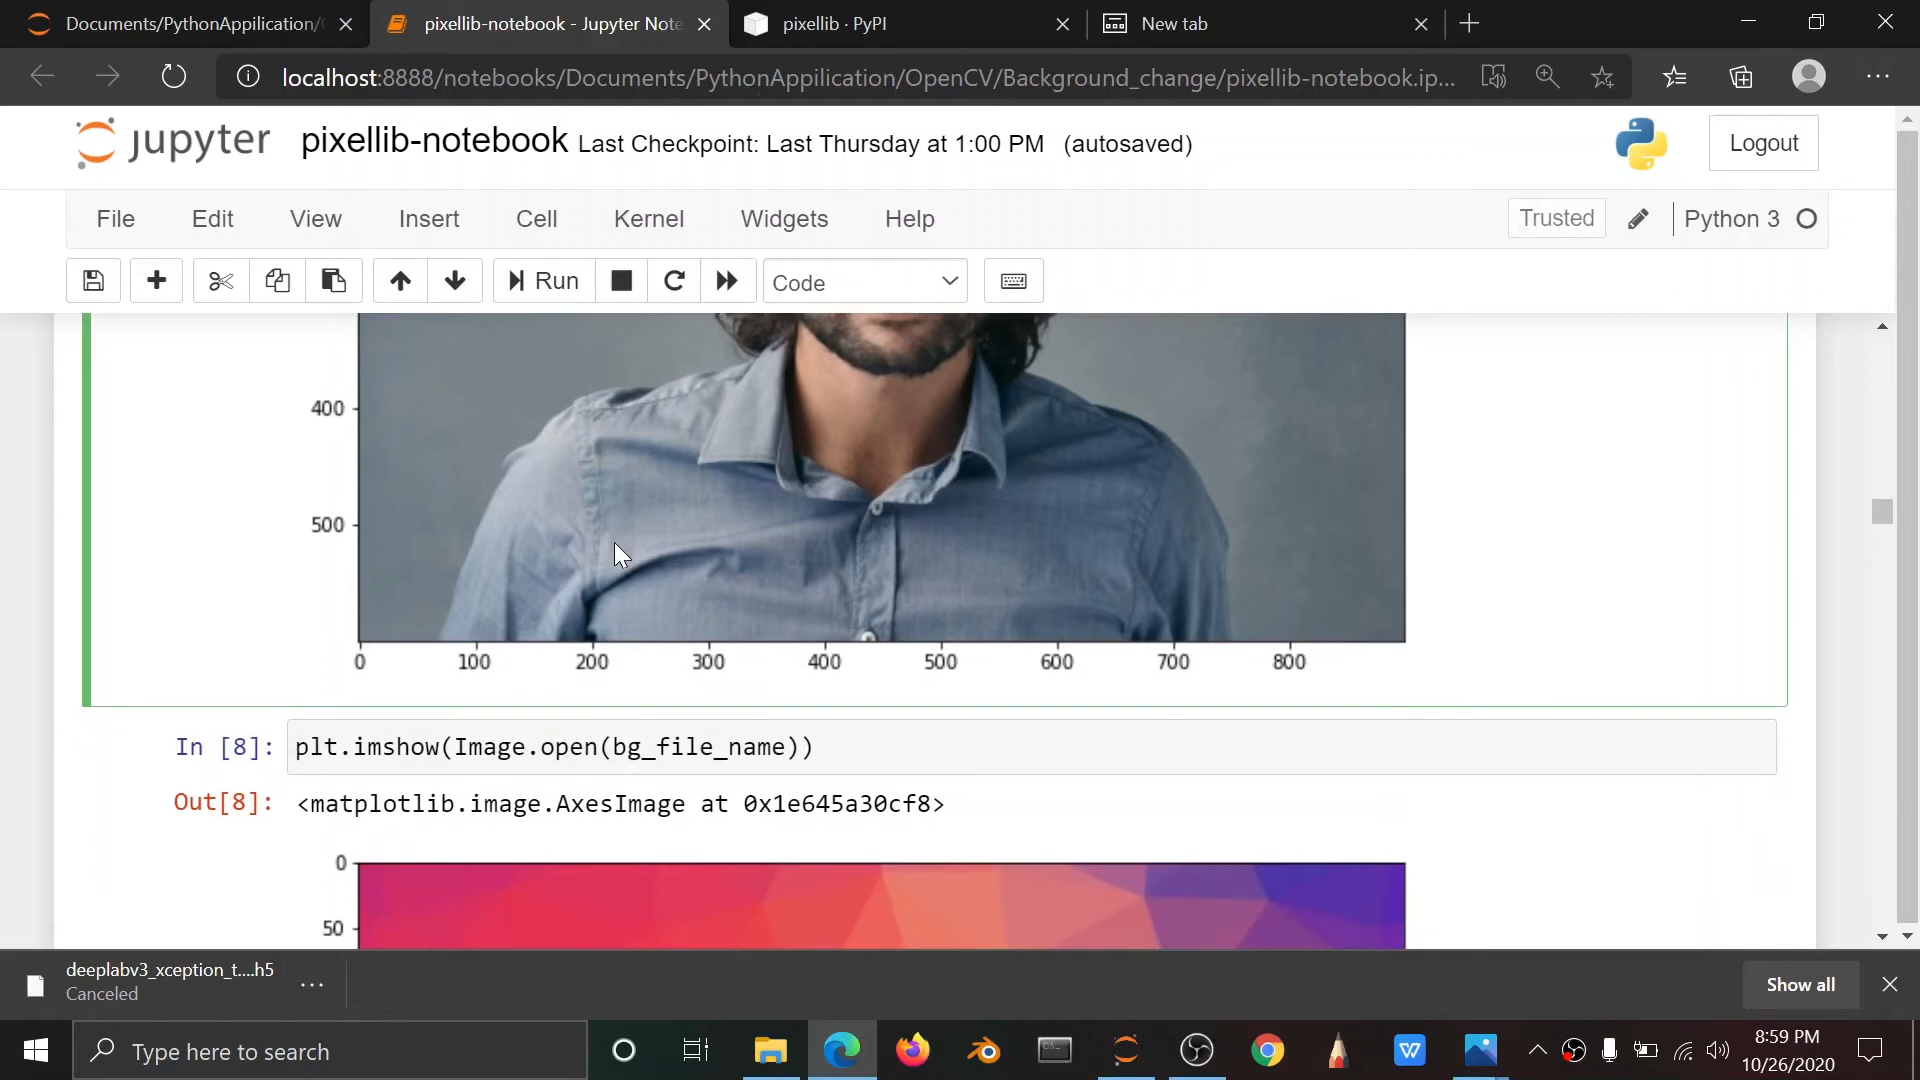 Documents/PythonAppilication/
pixellib-notebook - Jupyter Note
pixellib · PyPI
New tab
localhost:8888/notebooks/Documents/PythonAppilication/OpenCV/Background_change/pixellib-notebook.ip...
jupyter
pixellib-notebook Last Checkpoint: Last Thursday at 1:00 PM (autosaved)
Logout
File Edit View Insert Cell Kernel Widgets Help
Trusted
Python 3
Run
Code
400
500
0 100 200 300 400 500 600 700 800
In [8]: plt.imshow(Image.open(bg_file_name))
Out[8]: <matplotlib.image.AxesImage at 0x1e645a30cf8>
0
50
deeplabv3_xception_t....h5
Canceled
Show all
Type here to search
8:59 PM
10/26/2020